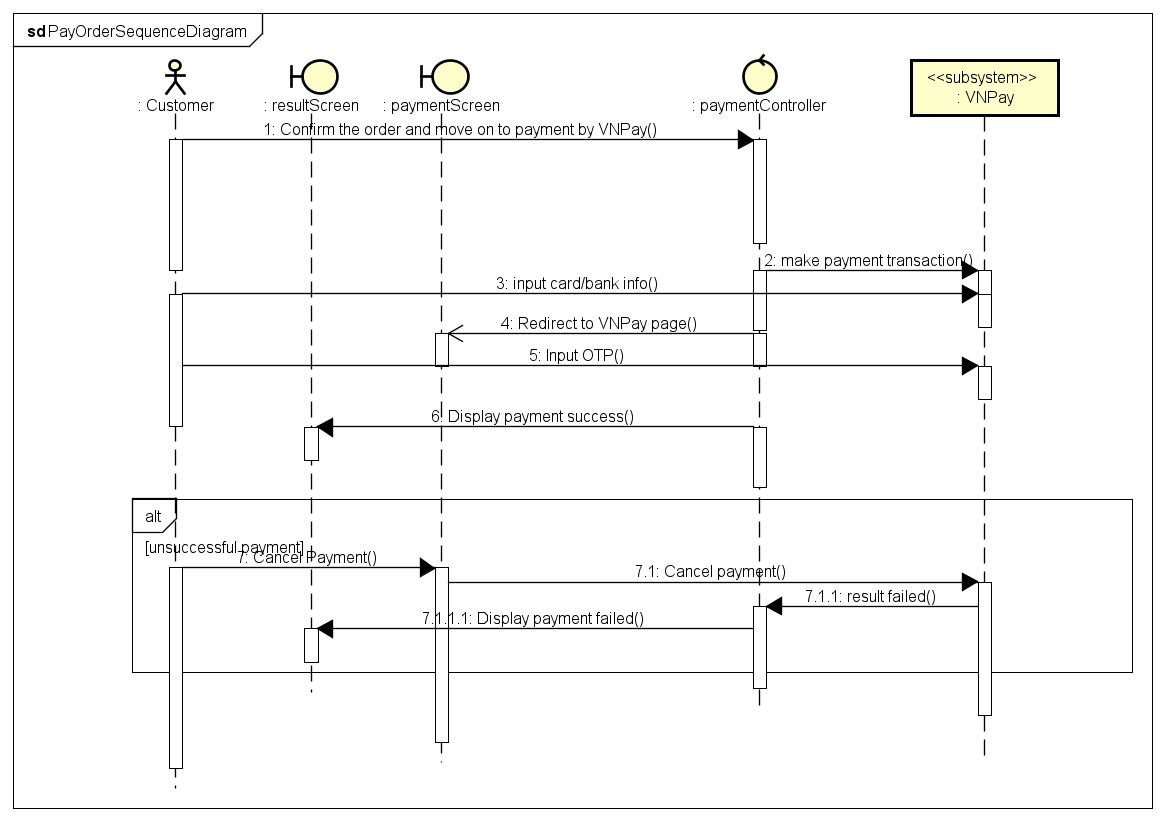 sd PayOrderSequenceDiagram
: Customer
: resultScreen
: paymentScreen
: paymentController
<<subsystem>>
: VNPay
1: Confirm the order and move on to payment by VNPay()
2: make payment transaction()
3: input card/bank info()
4: Redirect to VNPay page()
5: Input OTP()
6: Display payment success()
alt
[unsuccessful payment]
7: Cancel Payment()
7.1: Cancel payment()
7.1.1: result failed()
7.1.1.1: Display payment failed()